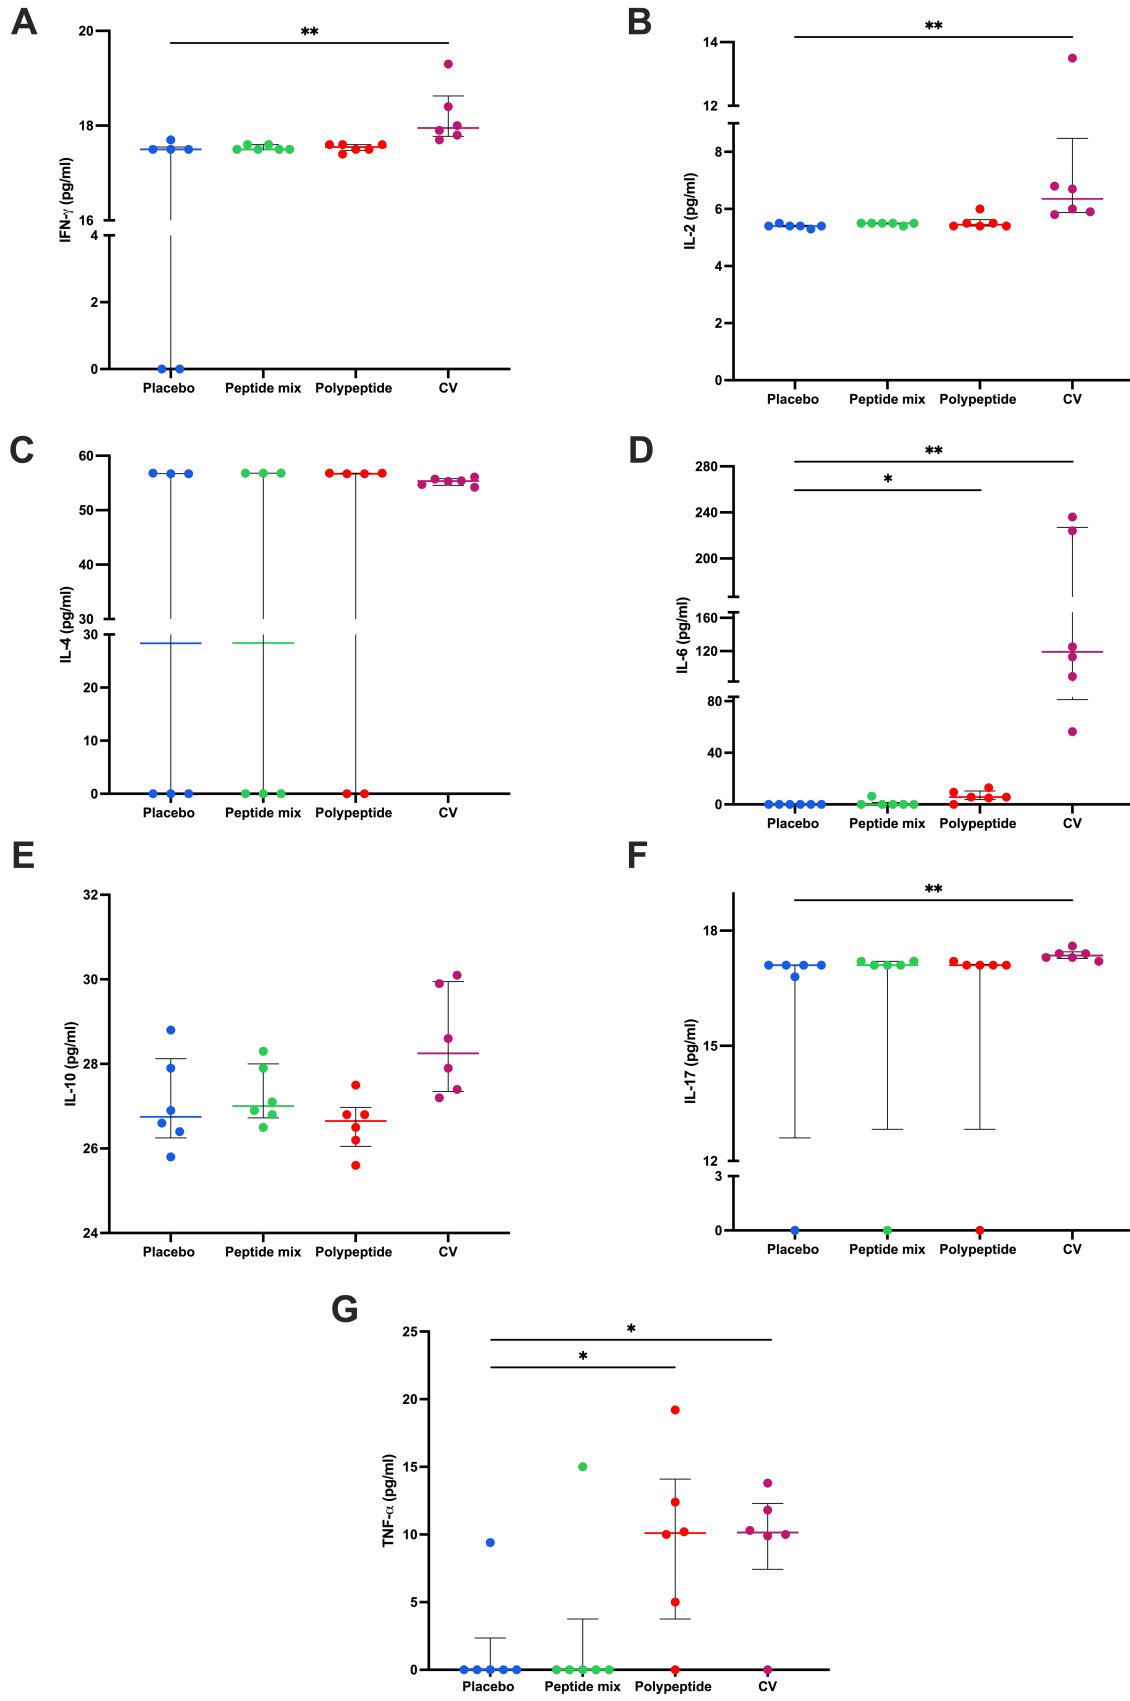 A
IFN-γ (pg/ml)
20
18
16
4
2
0
**
Placebo Peptide mix Polypeptide CV
B
IL-2 (pg/ml)
14
12
8
6
4
2
0
**
Placebo Peptide mix Polypeptide CV
C
IL-4 (pg/ml)
60
50
40
30
30
20
10
0
Placebo Peptide mix Polypeptide CV
D
IL-6 (pg/ml)
280
240
200
160
120
80
40
0
**
*
Placebo Peptide mix Polypeptide CV
E
IL-10 (pg/ml)
32
30
28
26
24
Placebo Peptide mix Polypeptide CV
F
IL-17 (pg/ml)
18
15
12
3
0
**
Placebo Peptide mix Polypeptide CV
G
TNF-α (pg/ml)
25
20
15
10
5
0
*
*
Placebo Peptide mix Polypeptide CV